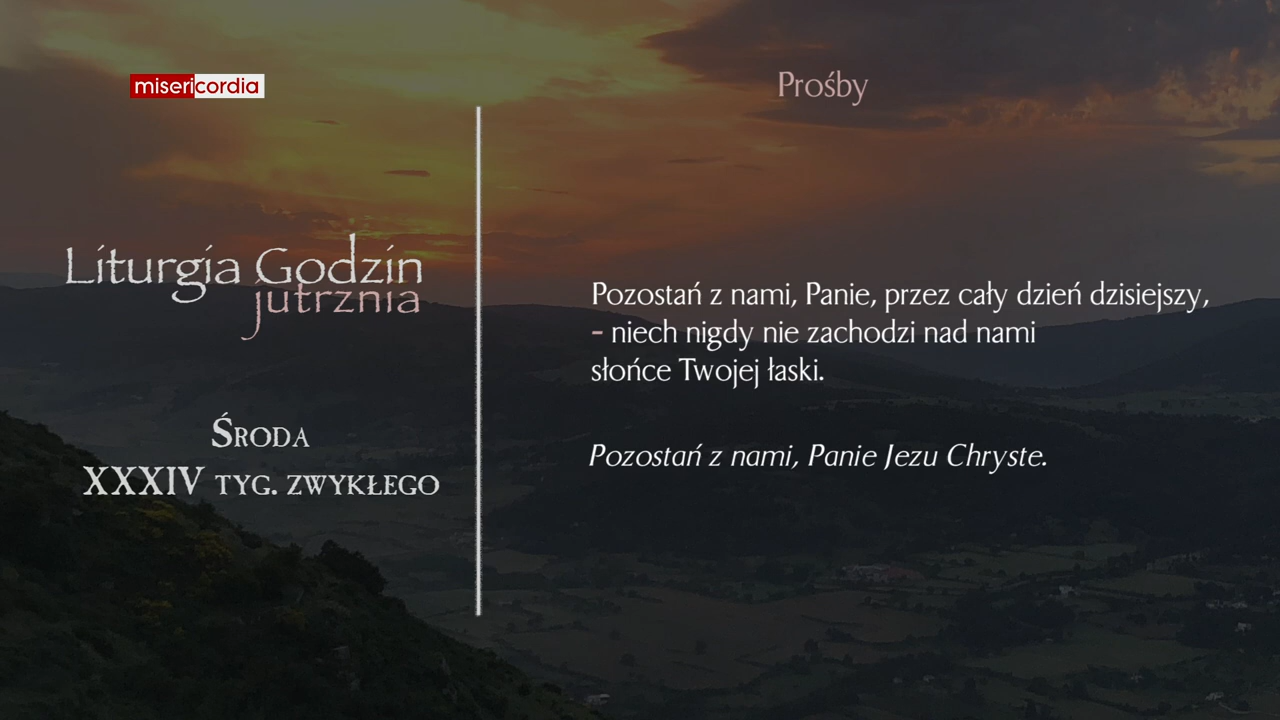 misericordia
Liturgia Godzin
jutrznia
Środa
XXXIV tyg. zwykłego
Prośby
Pozostań z nami, Panie, przez cały dzień dzisiejszy,
- niech nigdy nie zachodzi nad nami
słońce Twojej łaski.
Pozostań z nami, Panie Jezu Chryste.